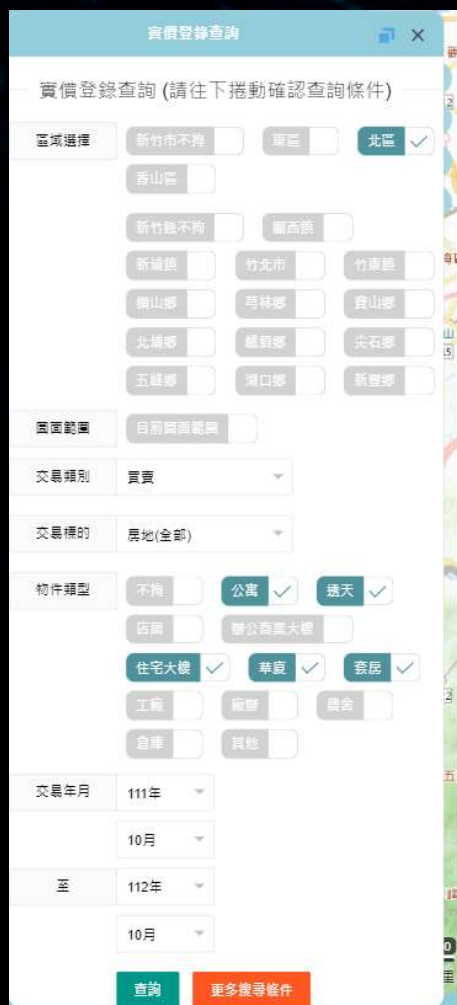 實價登錄查詢
實價登錄查詢 (請往下捲動確認查詢條件)
區域選擇 新竹市不拘 東區 北區
香山區
新竹縣不拘 關西鎮
新埔鎮 竹北市 竹東鎮
橫山鄉 芎林鄉 寶山鄉
北埔鄉 峨眉鄉 尖石鄉
五峰鄉 湖口鄉 新豐鄉
圖面範圍 目前圖面範圍
交易類別 買賣
交易標的 房地(全部)
物件類型 不拘 公寓 透天
店面 辦公商業大樓
住宅大樓 華廈 套房
工廠 廠辦 農舍
倉庫 其他
交易年月 111年
10月
至 112年
10月
查詢 更多搜尋條件